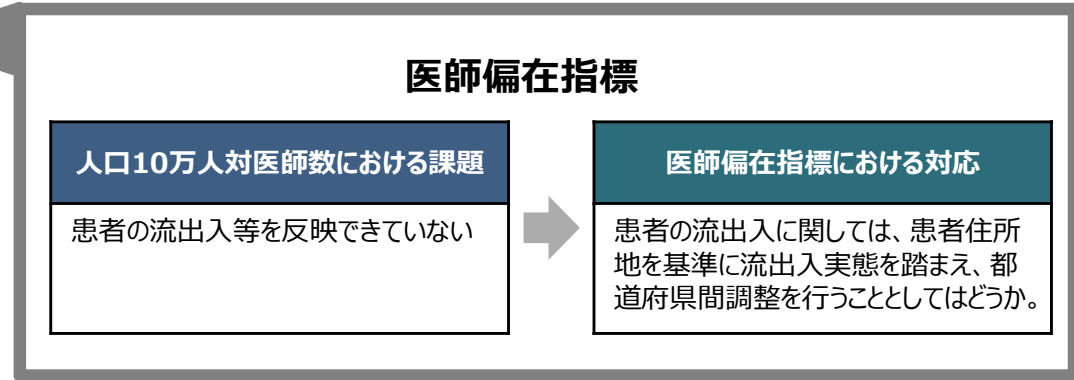 医師偏在指標
人口10万人対医師数における課題
患者の流出入等を反映できていない
医師偏在指標における対応
患者の流出入に関しては、患者住所
地を基準に流出入実態を踏まえ、都
道府県間調整を行うこととしてはどうか。